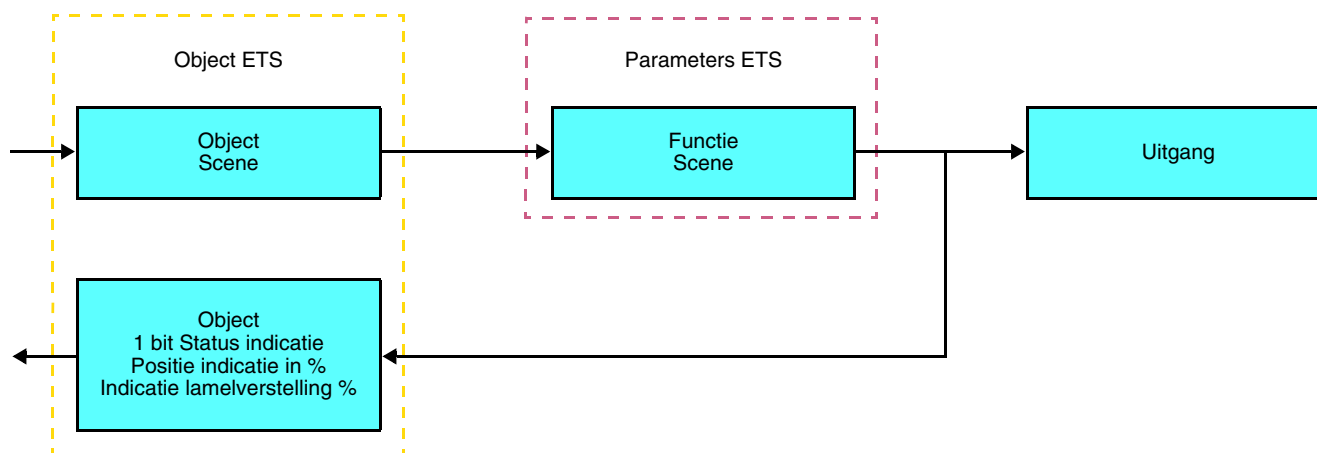 Object ETS
Parameters ETS
Object
Scene
Functie
Scene
Uitgang
Object
1 bit Status indicatie
Positie indicatie in %
Indicatie lamelverstelling %